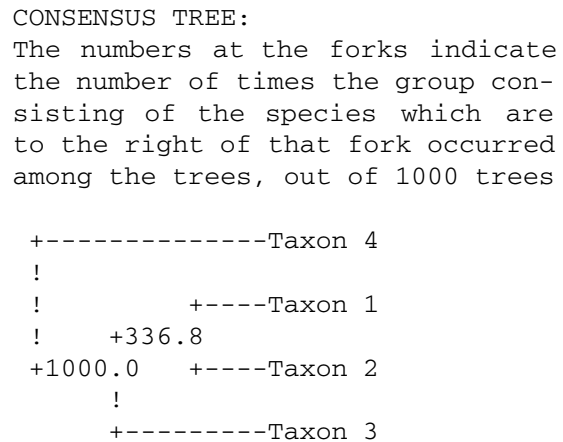 CONSENSUS TREE:
The numbers at the forks indicate
the number of times the group con-
sisting of the species which are
to the right of that fork occurred
among the trees, out of 1000 trees

+--------------Taxon 4
!
!         +----Taxon 1
!    +336.8
+1000.0   +----Taxon 2
     !
     +---------Taxon 3